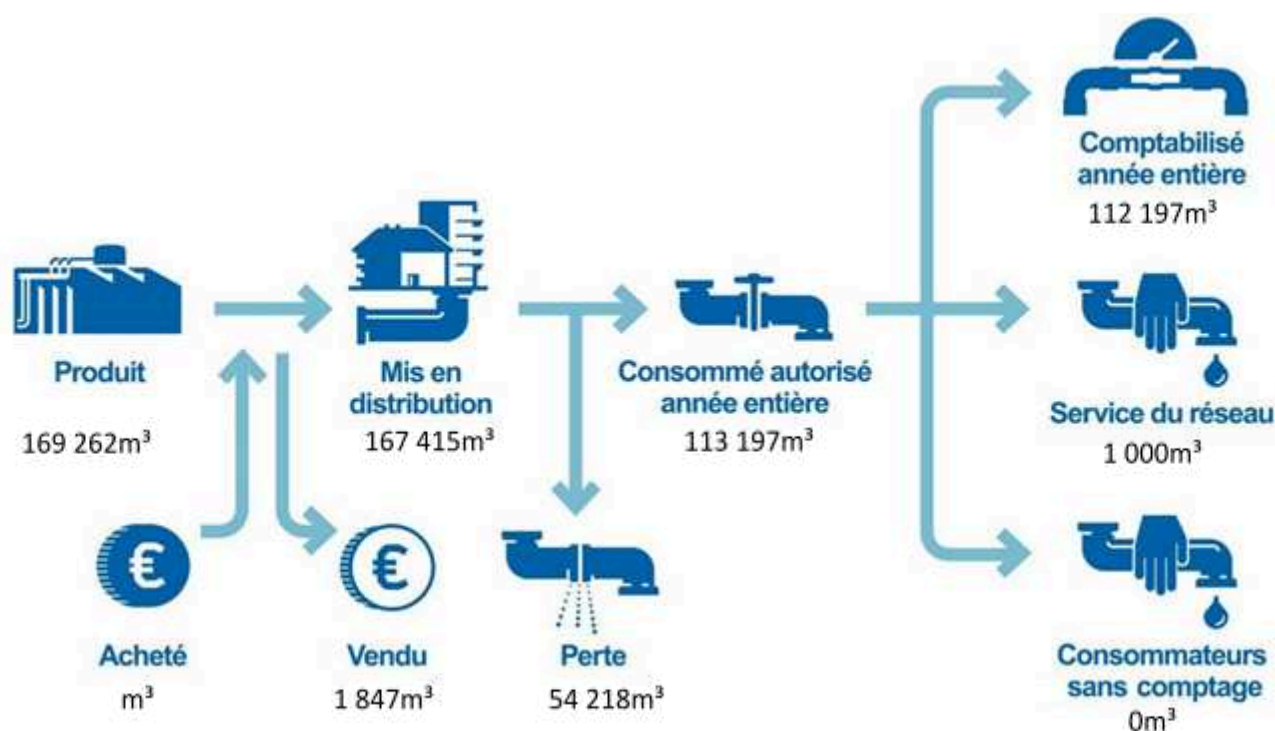 Produit
169 262m³
Acheté
m³
Vendu
1 847m³
Mis en
distribution
167 415m³
Perte
54 218m³
Consommé autorisé
année entière
113 197m³
Comptabilisé
année entière
112 197m³
Service du réseau
1 000m³
Consommateurs
sans comptage
0m³